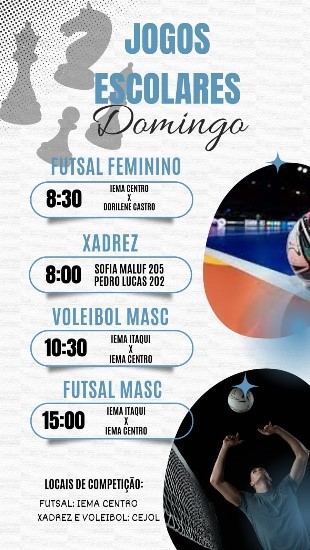 JOGOS
ESCOLARES
Domingo
FUTSAL FEMININO
8:30
IEMA CENTRO
X
DORILENE CASTRO
XADREZ
8:00
SOFIA MALUF 205
PEDRO LUCAS 202
VOLEIBOL MASC
10:30
IEMA ITAQUI
X
IEMA CENTRO
FUTSAL MASC
15:00
IEMA ITAQUI
X
IEMA CENTRO
LOCAIS DE COMPETIÇÃO:
FUTSAL: IEMA CENTRO
XADREZ E VOLEIBOL: CEJOL